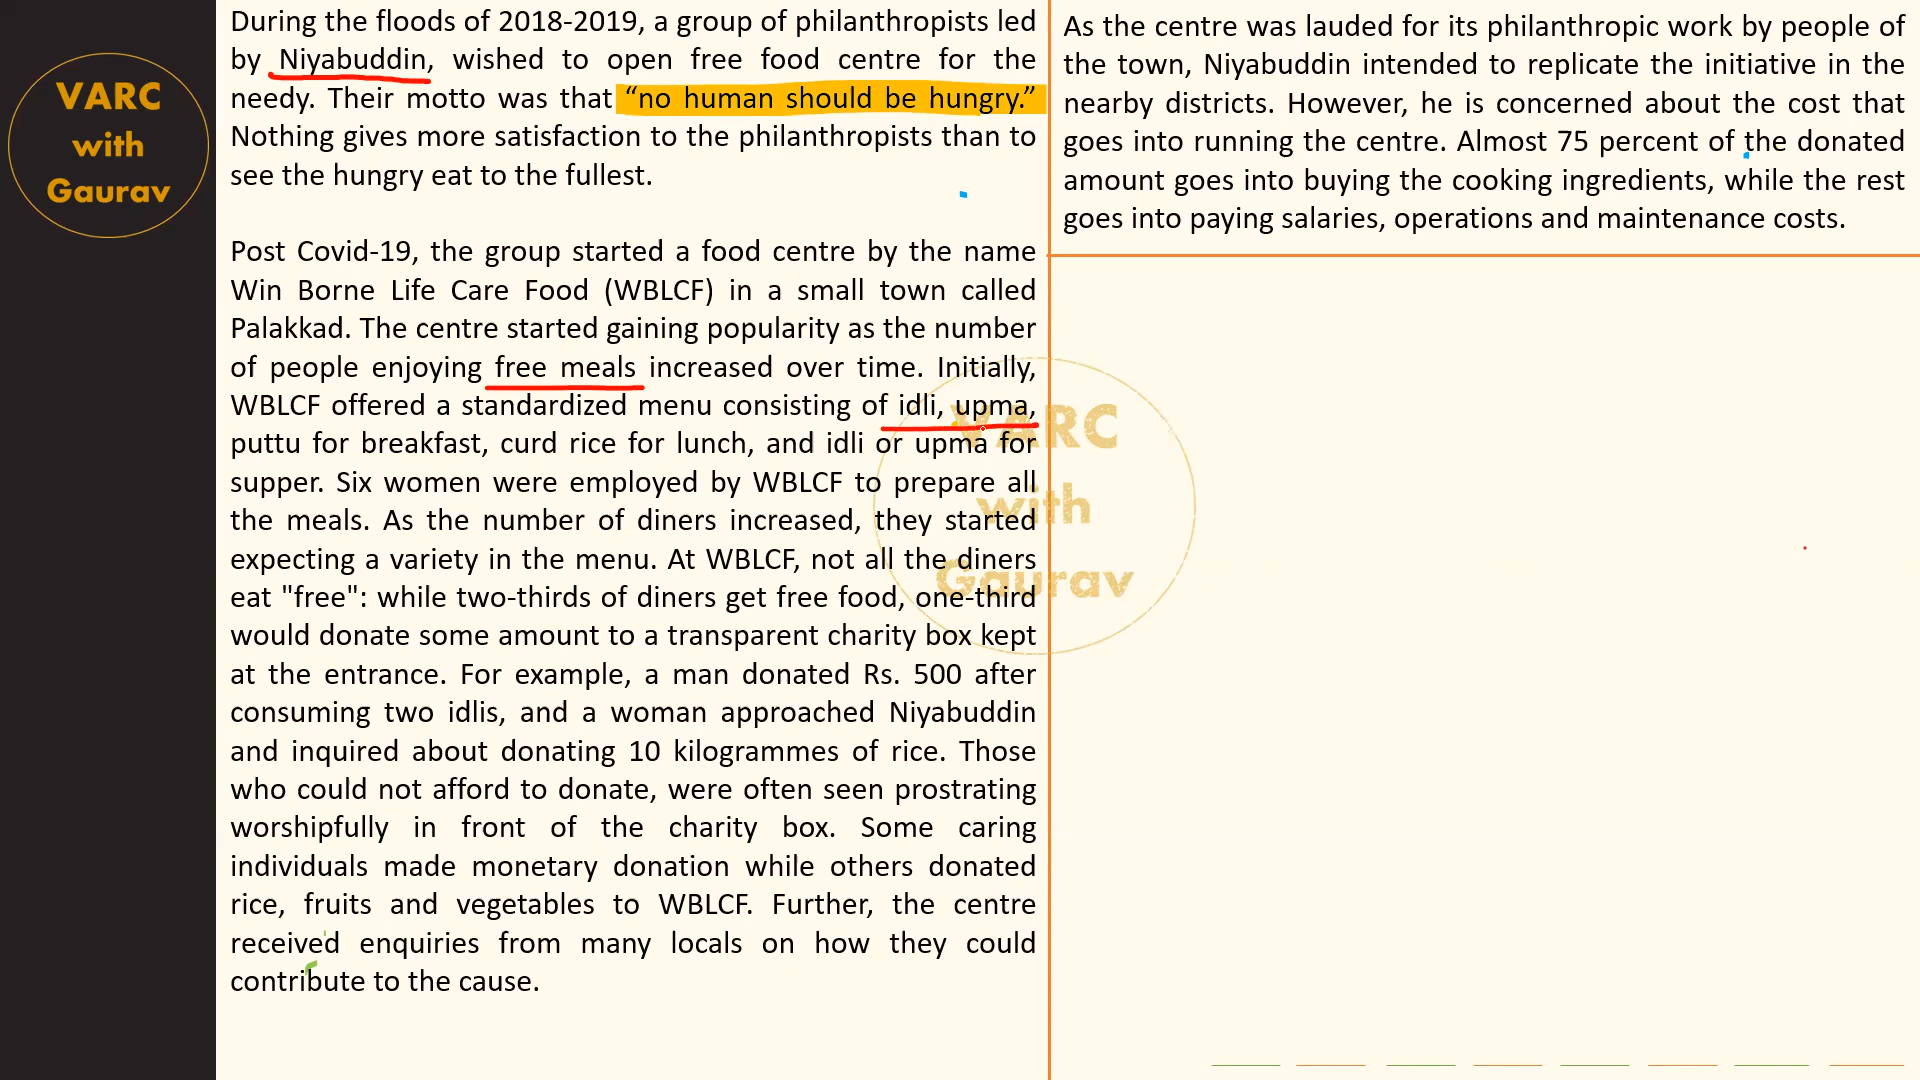 VARC
with
Gaurav
During the floods of 2018-2019, a group of philanthropists led
by Niyabuddin, wished to open free food centre for the
needy. Their motto was that “no human should be hungry.”
Nothing gives more satisfaction to the philanthropists than to
see the hungry eat to the fullest.
Post Covid-19, the group started a food centre by the name
Win Borne Life Care Food (WBLCF) in a small town called
Palakkad. The centre started gaining popularity as the number
of people enjoying free meals increased over time. Initially,
WBLCF offered a standardized menu consisting of idli, upma,
puttu for breakfast, curd rice for lunch, and idli or upma for
supper. Six women were employed by WBLCF to prepare all
the meals. As the number of diners increased, they started
expecting a variety in the menu. At WBLCF, not all the diners
eat "free": while two-thirds of diners get free food, one-third
would donate some amount to a transparent charity box kept
at the entrance. For example, a man donated Rs. 500 after
consuming two idlis, and a woman approached Niyabuddin
and inquired about donating 10 kilogrammes of rice. Those
who could not afford to donate, were often seen prostrating
worshipfully in front of the charity box. Some caring
individuals made monetary donation while others donated
rice, fruits and vegetables to WBLCF. Further, the centre
received enquiries from many locals on how they could
contribute to the cause.
As the centre was lauded for its philanthropic work by people of
the town, Niyabuddin intended to replicate the initiative in the
nearby districts. However, he is concerned about the cost that
goes into running the centre. Almost 75 percent of the donated
amount goes into buying the cooking ingredients, while the rest
goes into paying salaries, operations and maintenance costs.
VARC
with
Gaurav